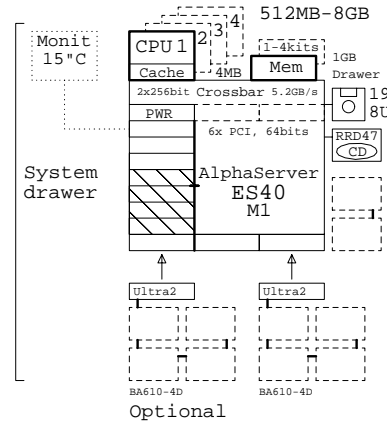 512MB-8GB
Monit
15"C
CPU 1
2
3
4
Cache
4MB
1-4kits
Mem
1GB
Drawer
2x256bit Crossbar 5.2GB/s
19
8U
PWR
6x PCI, 64bits
RRD47
CD
System
drawer
AlphaServer
ES40
M1
Ultra2
Ultra2
BA610-4D
BA610-4D
Optional